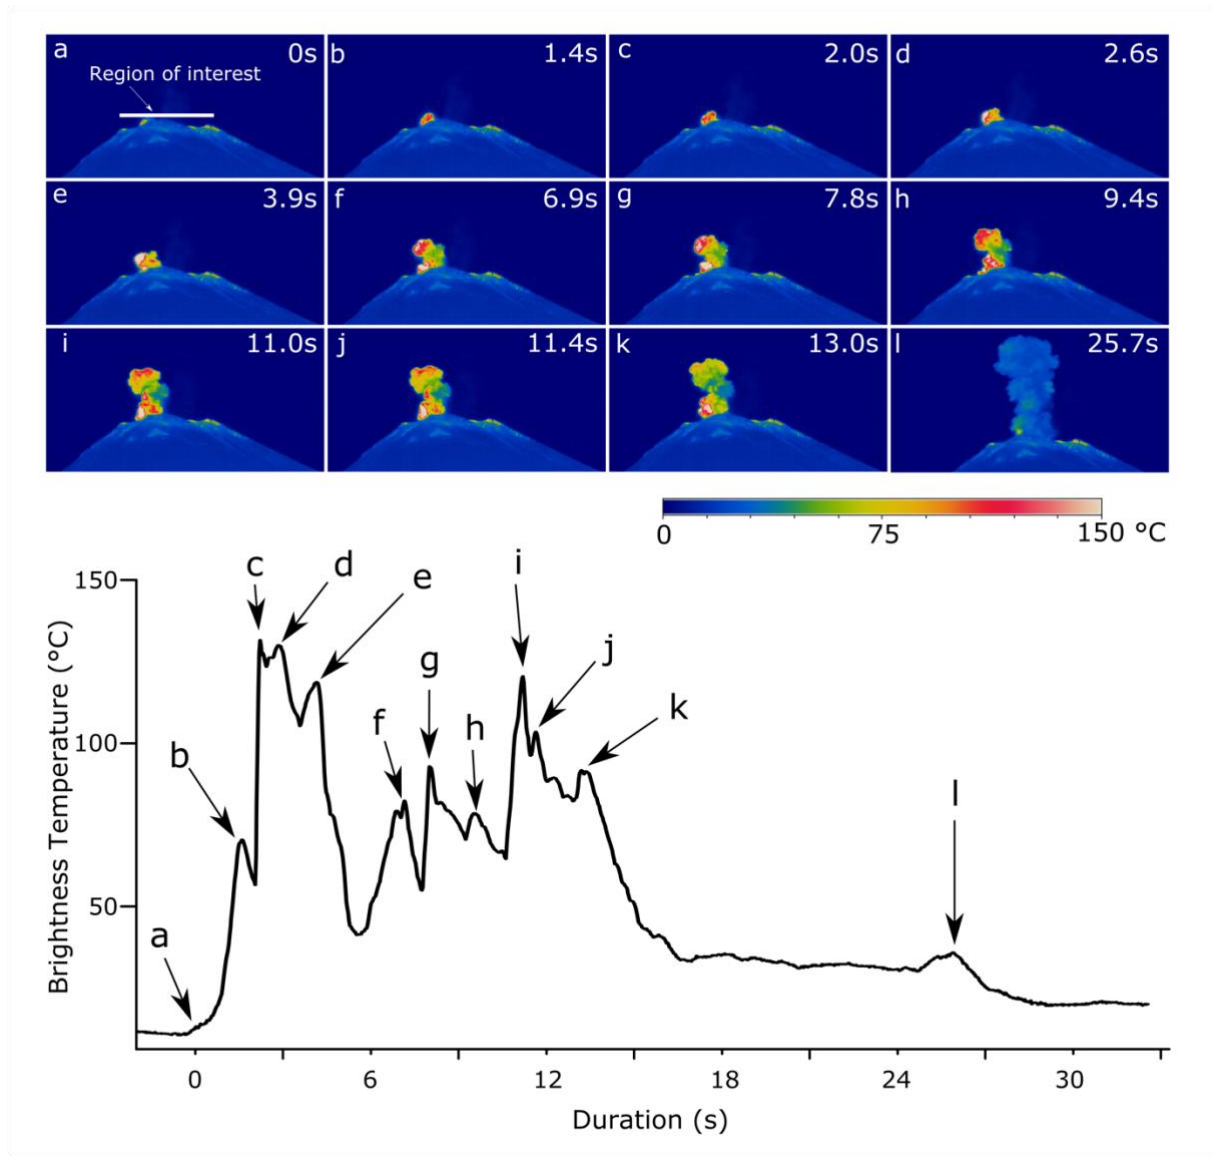 a 0s b 1.4s c 2.0s d 2.6s
Region of interest
e 3.9s f 6.9s g 7.8s h 9.4s
i 11.0s j 11.4s k 13.0s l 25.7s
0 75 150 °C
c d e i
150
g j
h k
f
100
b l
50
a
Brightness Temperature (°C)
0 6 12 18 24 30
Duration (s)